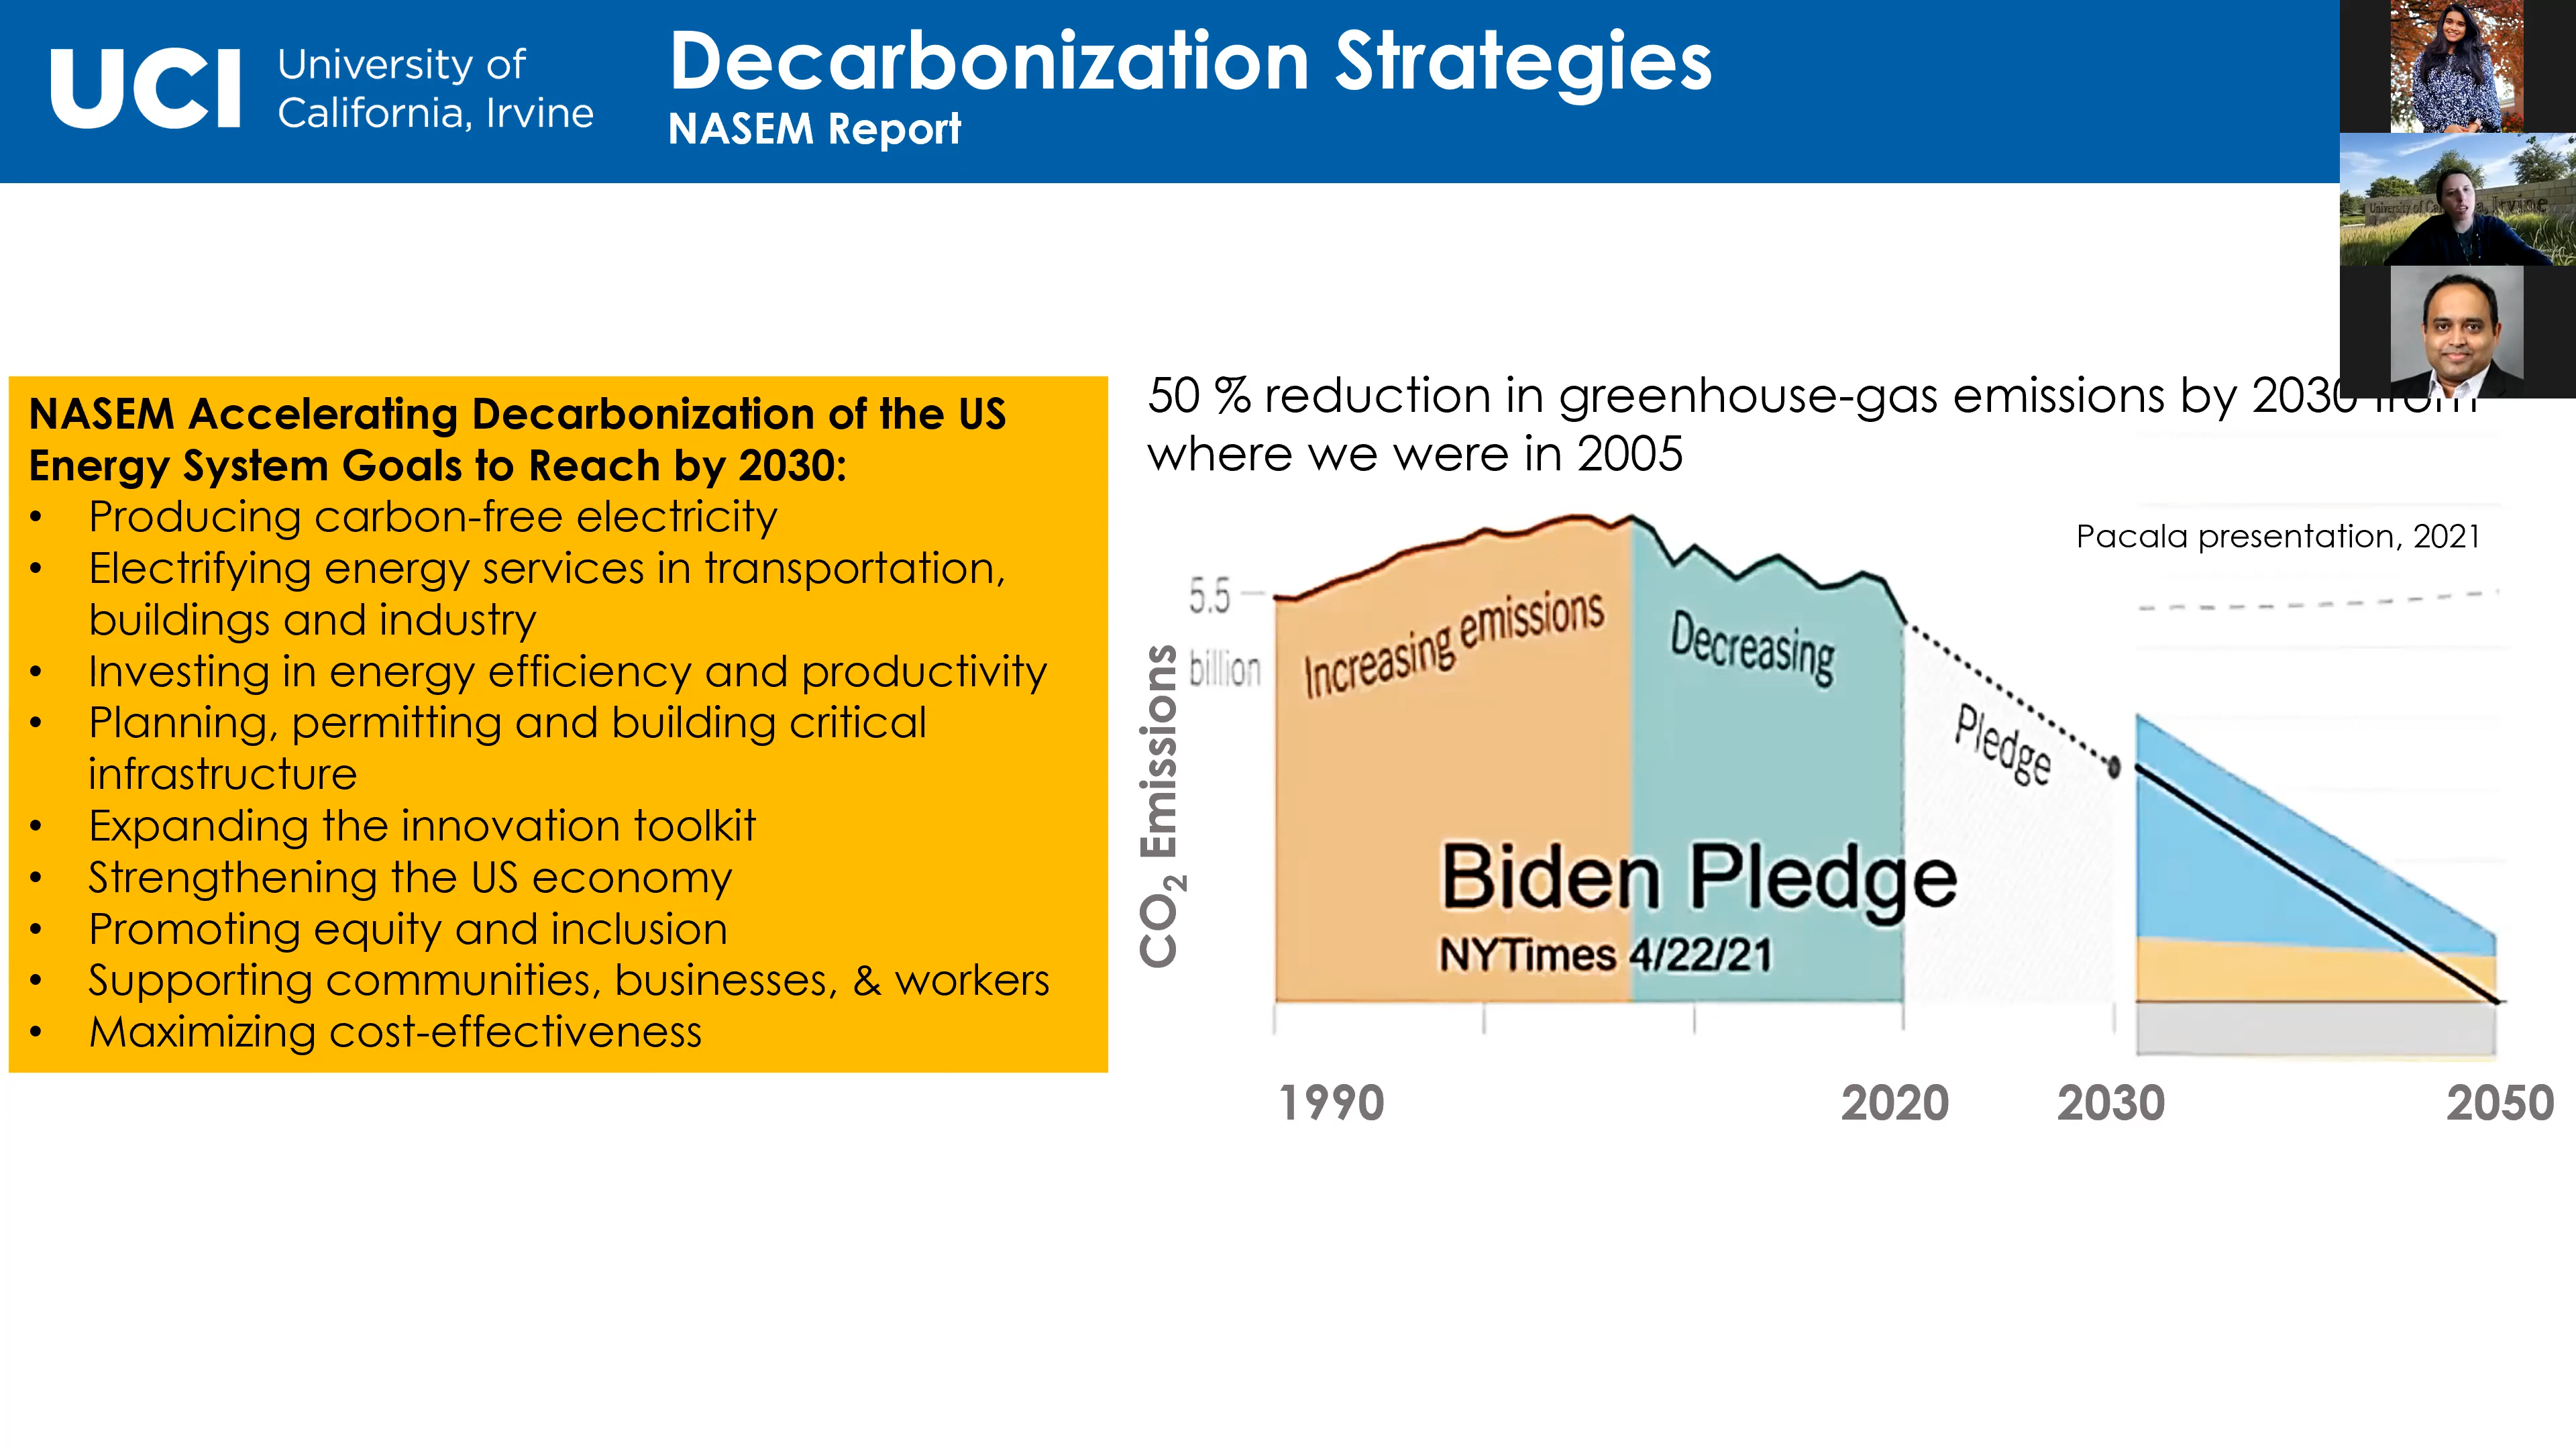 UCI
University of
California, Irvine
Decarbonization Strategies
NASEM Report
NASEM Accelerating Decarbonization of the US
Energy System Goals to Reach by 2030:
• Producing carbon-free electricity
• Electrifying energy services in transportation,
buildings and industry
• Investing in energy efficiency and productivity
• Planning, permitting and building critical
infrastructure
• Expanding the innovation toolkit
• Strengthening the US economy
• Promoting equity and inclusion
• Supporting communities, businesses, & workers
• Maximizing cost-effectiveness
50 % reduction in greenhouse-gas emissions by 2030 from
where we were in 2005
Pacala presentation, 2021
5.5
billion
CO₂ Emissions
Increasing emissions
Decreasing
Pledge
Biden Pledge
NYTimes 4/22/21
1990
2020
2030
2050